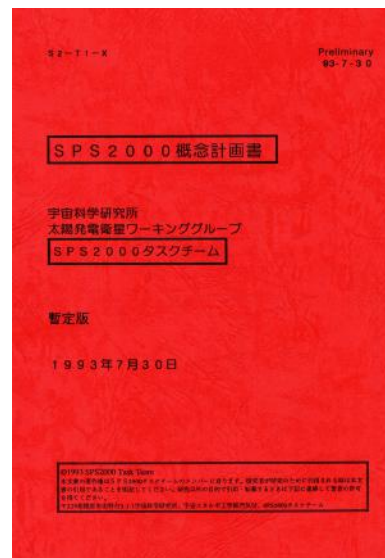 S2-T1-X
Preliminary
93-7-30
SPS2000概念計画書
宇宙科学研究所
太陽発電衛星ワーキンググループ
SPS2000タスクチーム
暫定版
1993年7月30日
©1993 SPS2000 Task Team